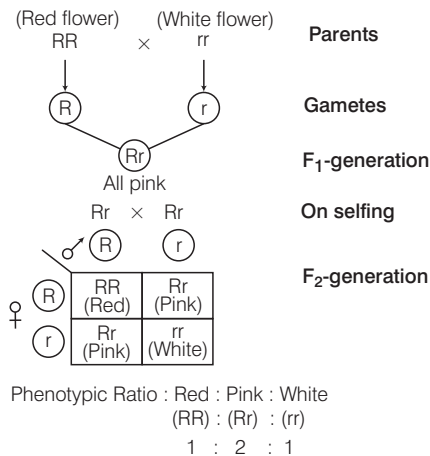 (Red flower) (White flower)
RR × rr Parents
R r Gametes
Rr F₁-generation
All pink
Rr × Rr On selfing
♂ R r
F₂-generation
♀ R RR (Red) Rr (Pink)
r Rr (Pink) rr (White)
Phenotypic Ratio : Red : Pink : White
(RR) : (Rr) : (rr)
1 : 2 : 1